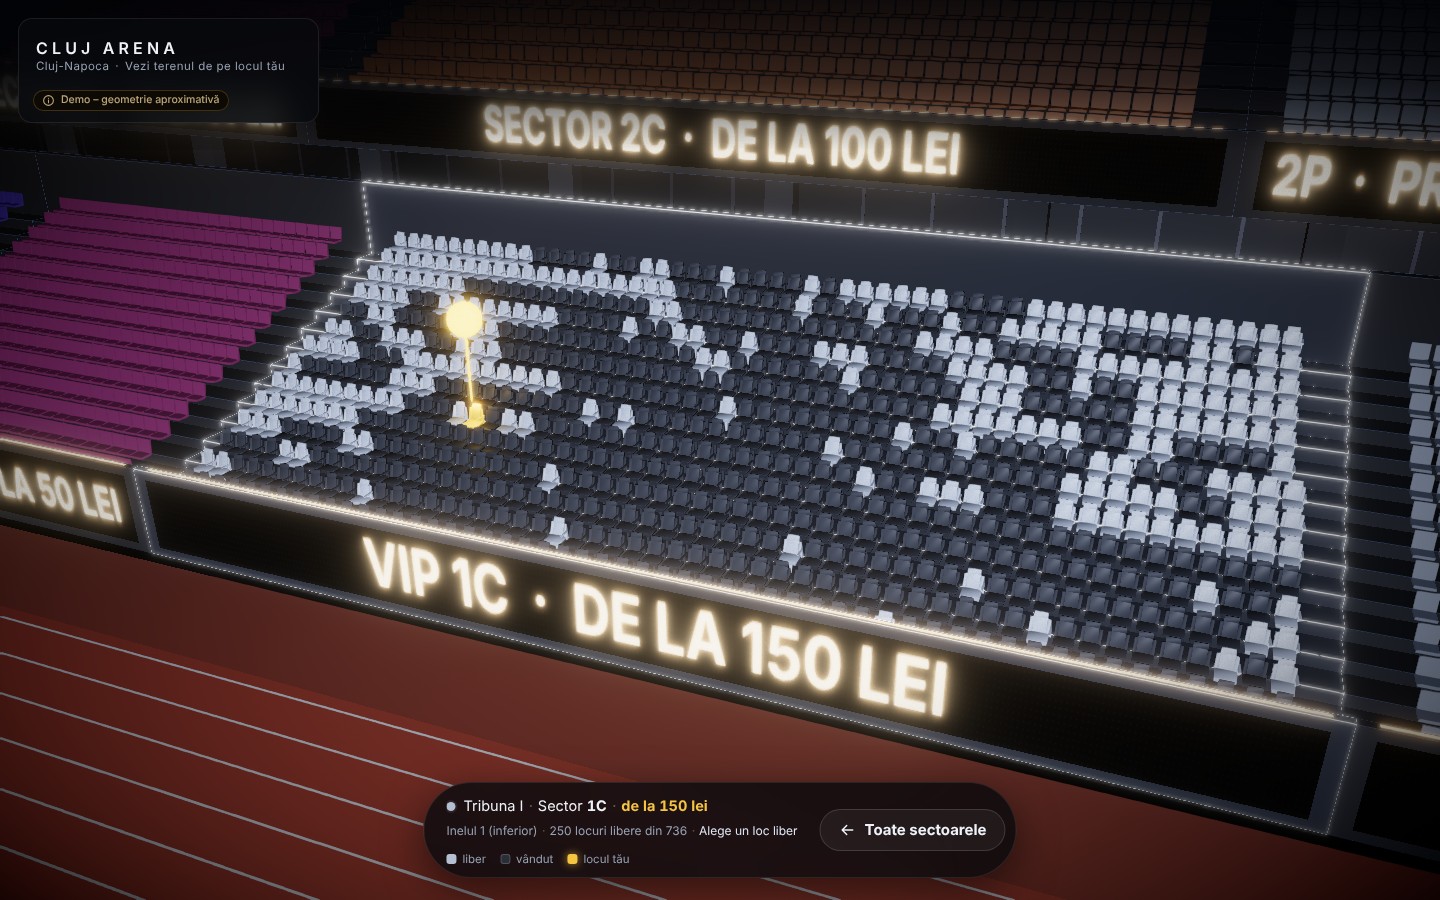 CLUJ ARENA
Cluj-Napoca · Vezi terenul de pe locul tău
Demo – geometrie aproximativă
SECTOR 2C · DE LA 100 LEI
2P · PR
LA 50 LEI
VIP 1C · DE LA 150 LEI
Tribuna I · Sector 1C · de la 150 lei
Inelul 1 (inferior) · 250 locuri libere din 736 · Alege un loc liber
← Toate sectoarele
liber vândut locul tău